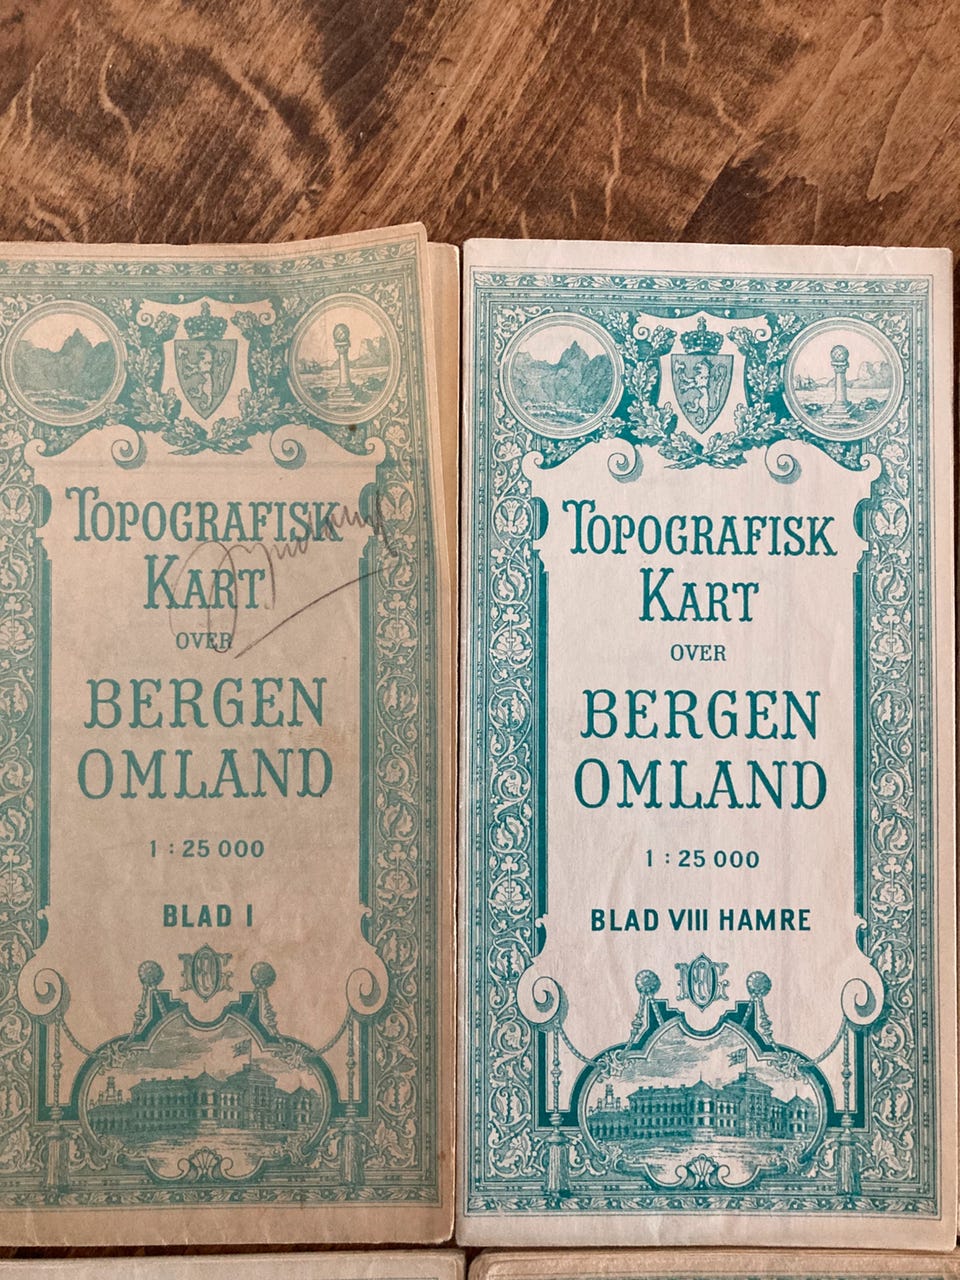 TOPOGRAFISK
KART
OVER
BERGEN
OMLAND
1 : 25 000
BLAD I
TOPOGRAFISK
KART
OVER
BERGEN
OMLAND
1 : 25 000
BLAD VIII HAMRE